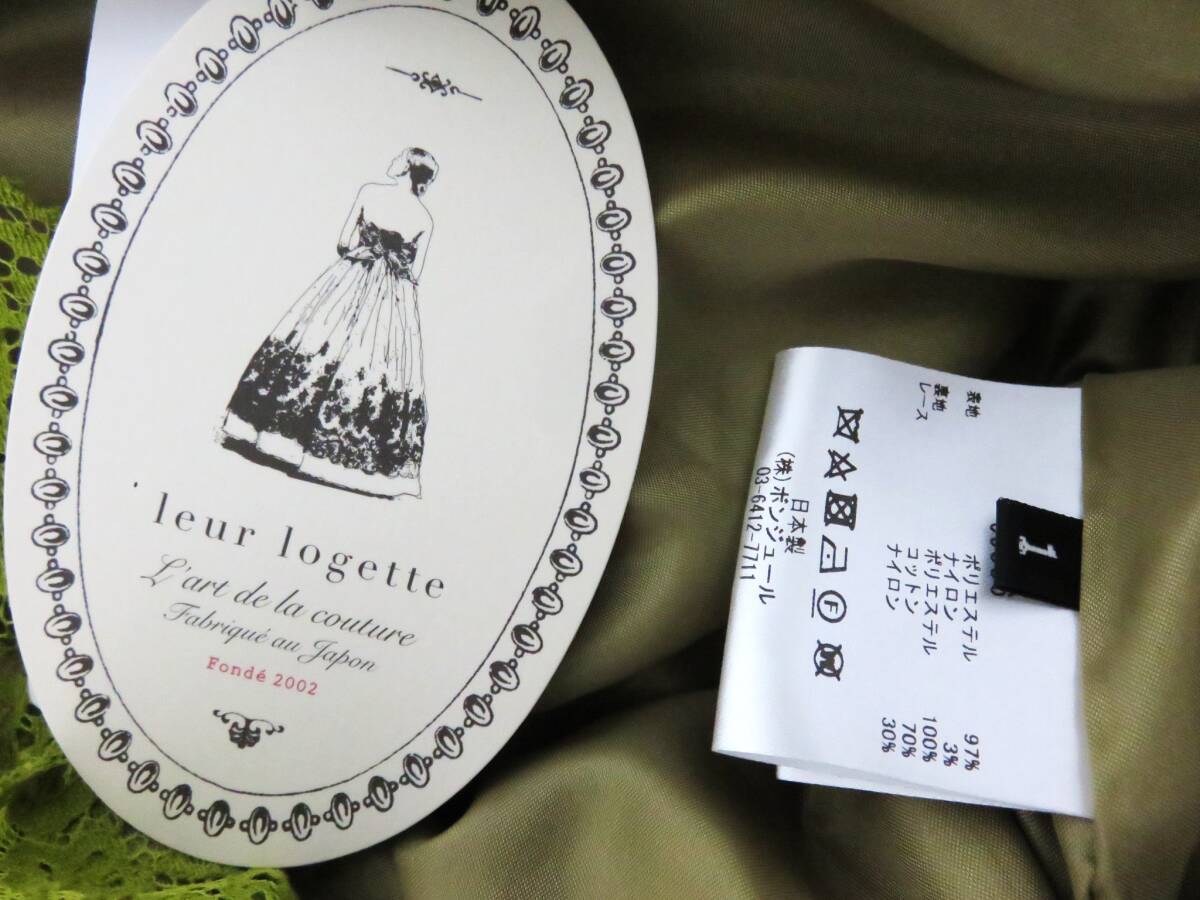 leur logette
L'art de la couture
Fabriqué au Japon
Fondé 2002
1
表地 ポリエステル 97%
ナイロン 3%
裏地 ポリエステル 100%
レース コットン 70%
ナイロン 30%
F
日本製
(株)ボンジュール
03-6412-7711